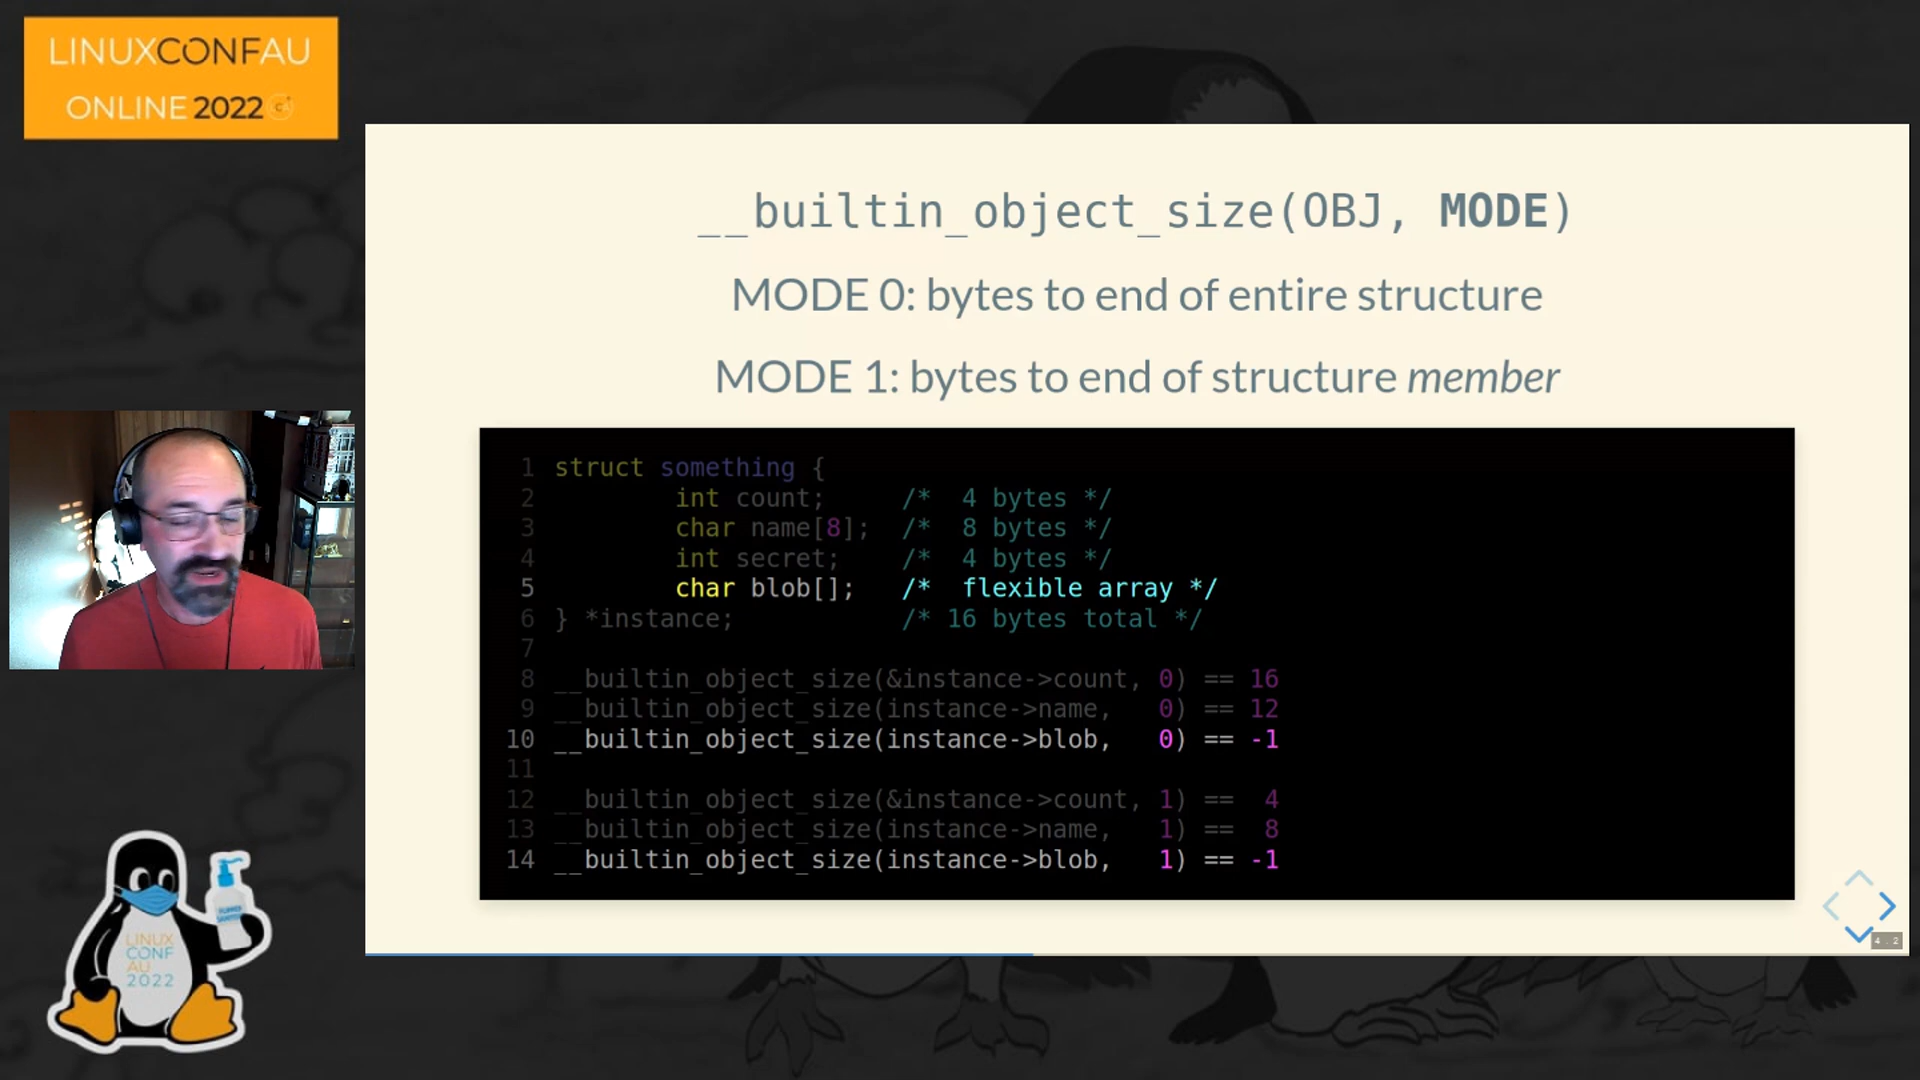 LINUXCONFAU
ONLINE 2022
__builtin_object_size(OBJ, MODE)
MODE 0: bytes to end of entire structure
MODE 1: bytes to end of structure member
1 struct something {
2 int count; /* 4 bytes */
3 char name[8]; /* 8 bytes */
4 int secret; /* 4 bytes */
5 char blob[]; /* flexible array */
6 } *instance; /* 16 bytes total */
7
8 __builtin_object_size(&instance->count, 0) == 16
9 __builtin_object_size(instance->name, 0) == 12
10 __builtin_object_size(instance->blob, 0) == -1
11
12 __builtin_object_size(&instance->count, 1) == 4
13 __builtin_object_size(instance->name, 1) == 8
14 __builtin_object_size(instance->blob, 1) == -1
4.2
LINUX
CONF
AU
2022